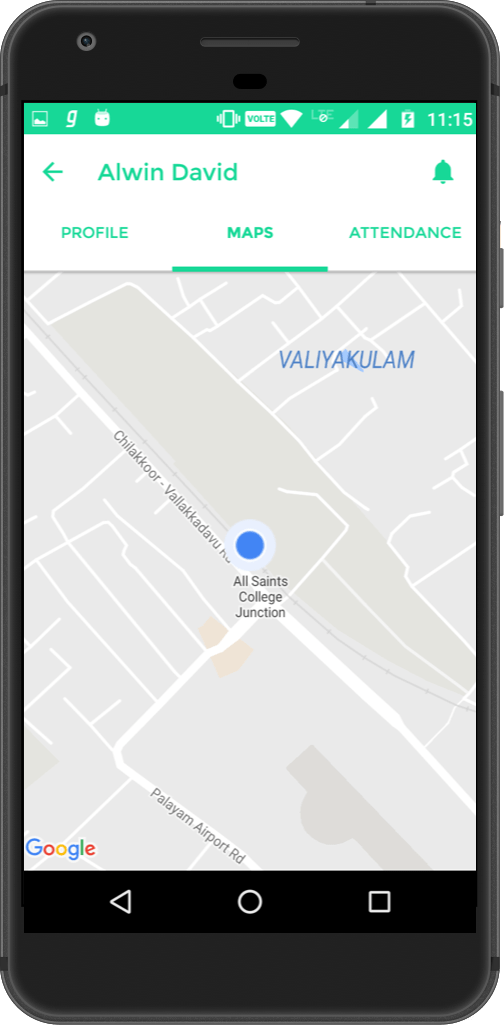 g VOLTE LTE 11:15
Alwin David
PROFILE MAPS ATTENDANCE
VALIYAKULAM
Chilakkoor - Vallakkadavu Rd
All Saints
College
Junction
Palayam Airport Rd
Google